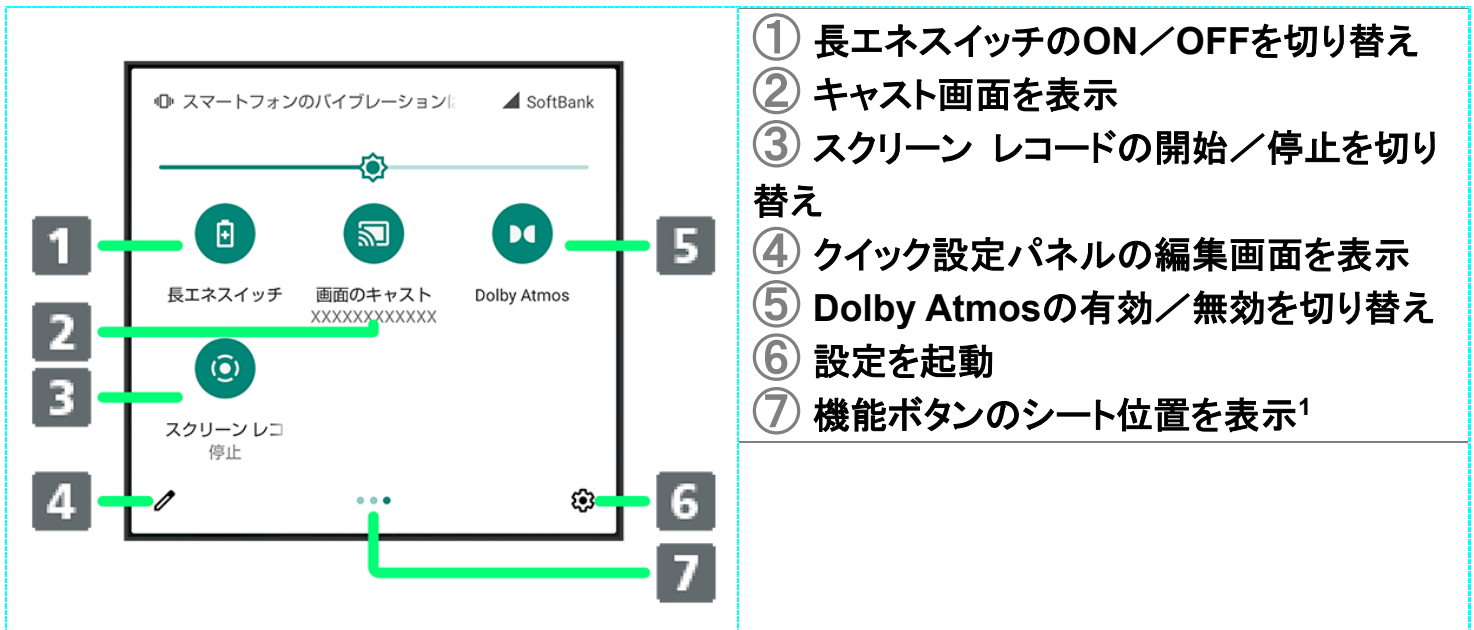 スマートフォンのバイブレーション
SoftBank
1
5
長エネスイッチ
画面のキャスト
Dolby Atmos
XXXXXXXXXXXX
2
3
スクリーン レコ
停止
4
6
7
① 長エネスイッチのON／OFFを切り替え
② キャスト画面を表示
③ スクリーン レコードの開始／停止を切り
替え
④ クイック設定パネルの編集画面を表示
⑤ Dolby Atmosの有効／無効を切り替え
⑥ 設定を起動
⑦ 機能ボタンのシート位置を表示1